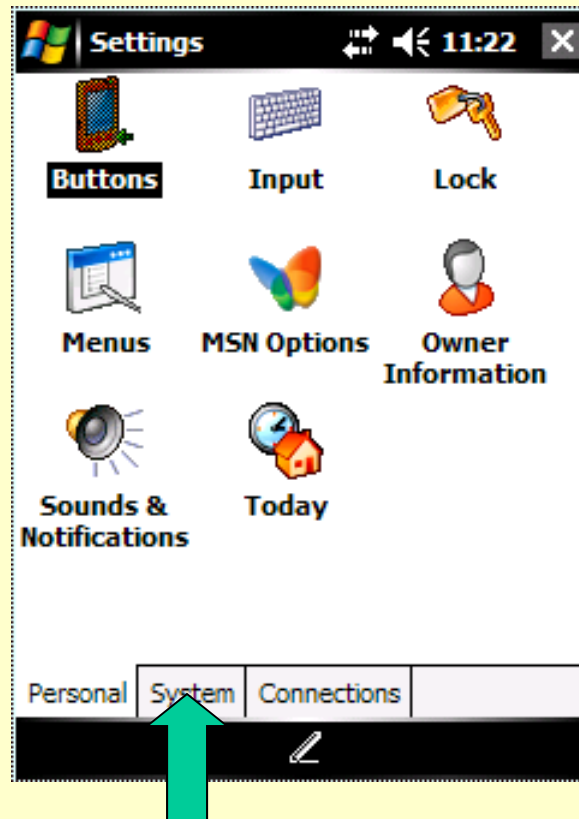 Settings 11:22
Buttons Input Lock
Menus MSN Options Owner
Information
Sounds & Today
Notifications
Personal System Connections